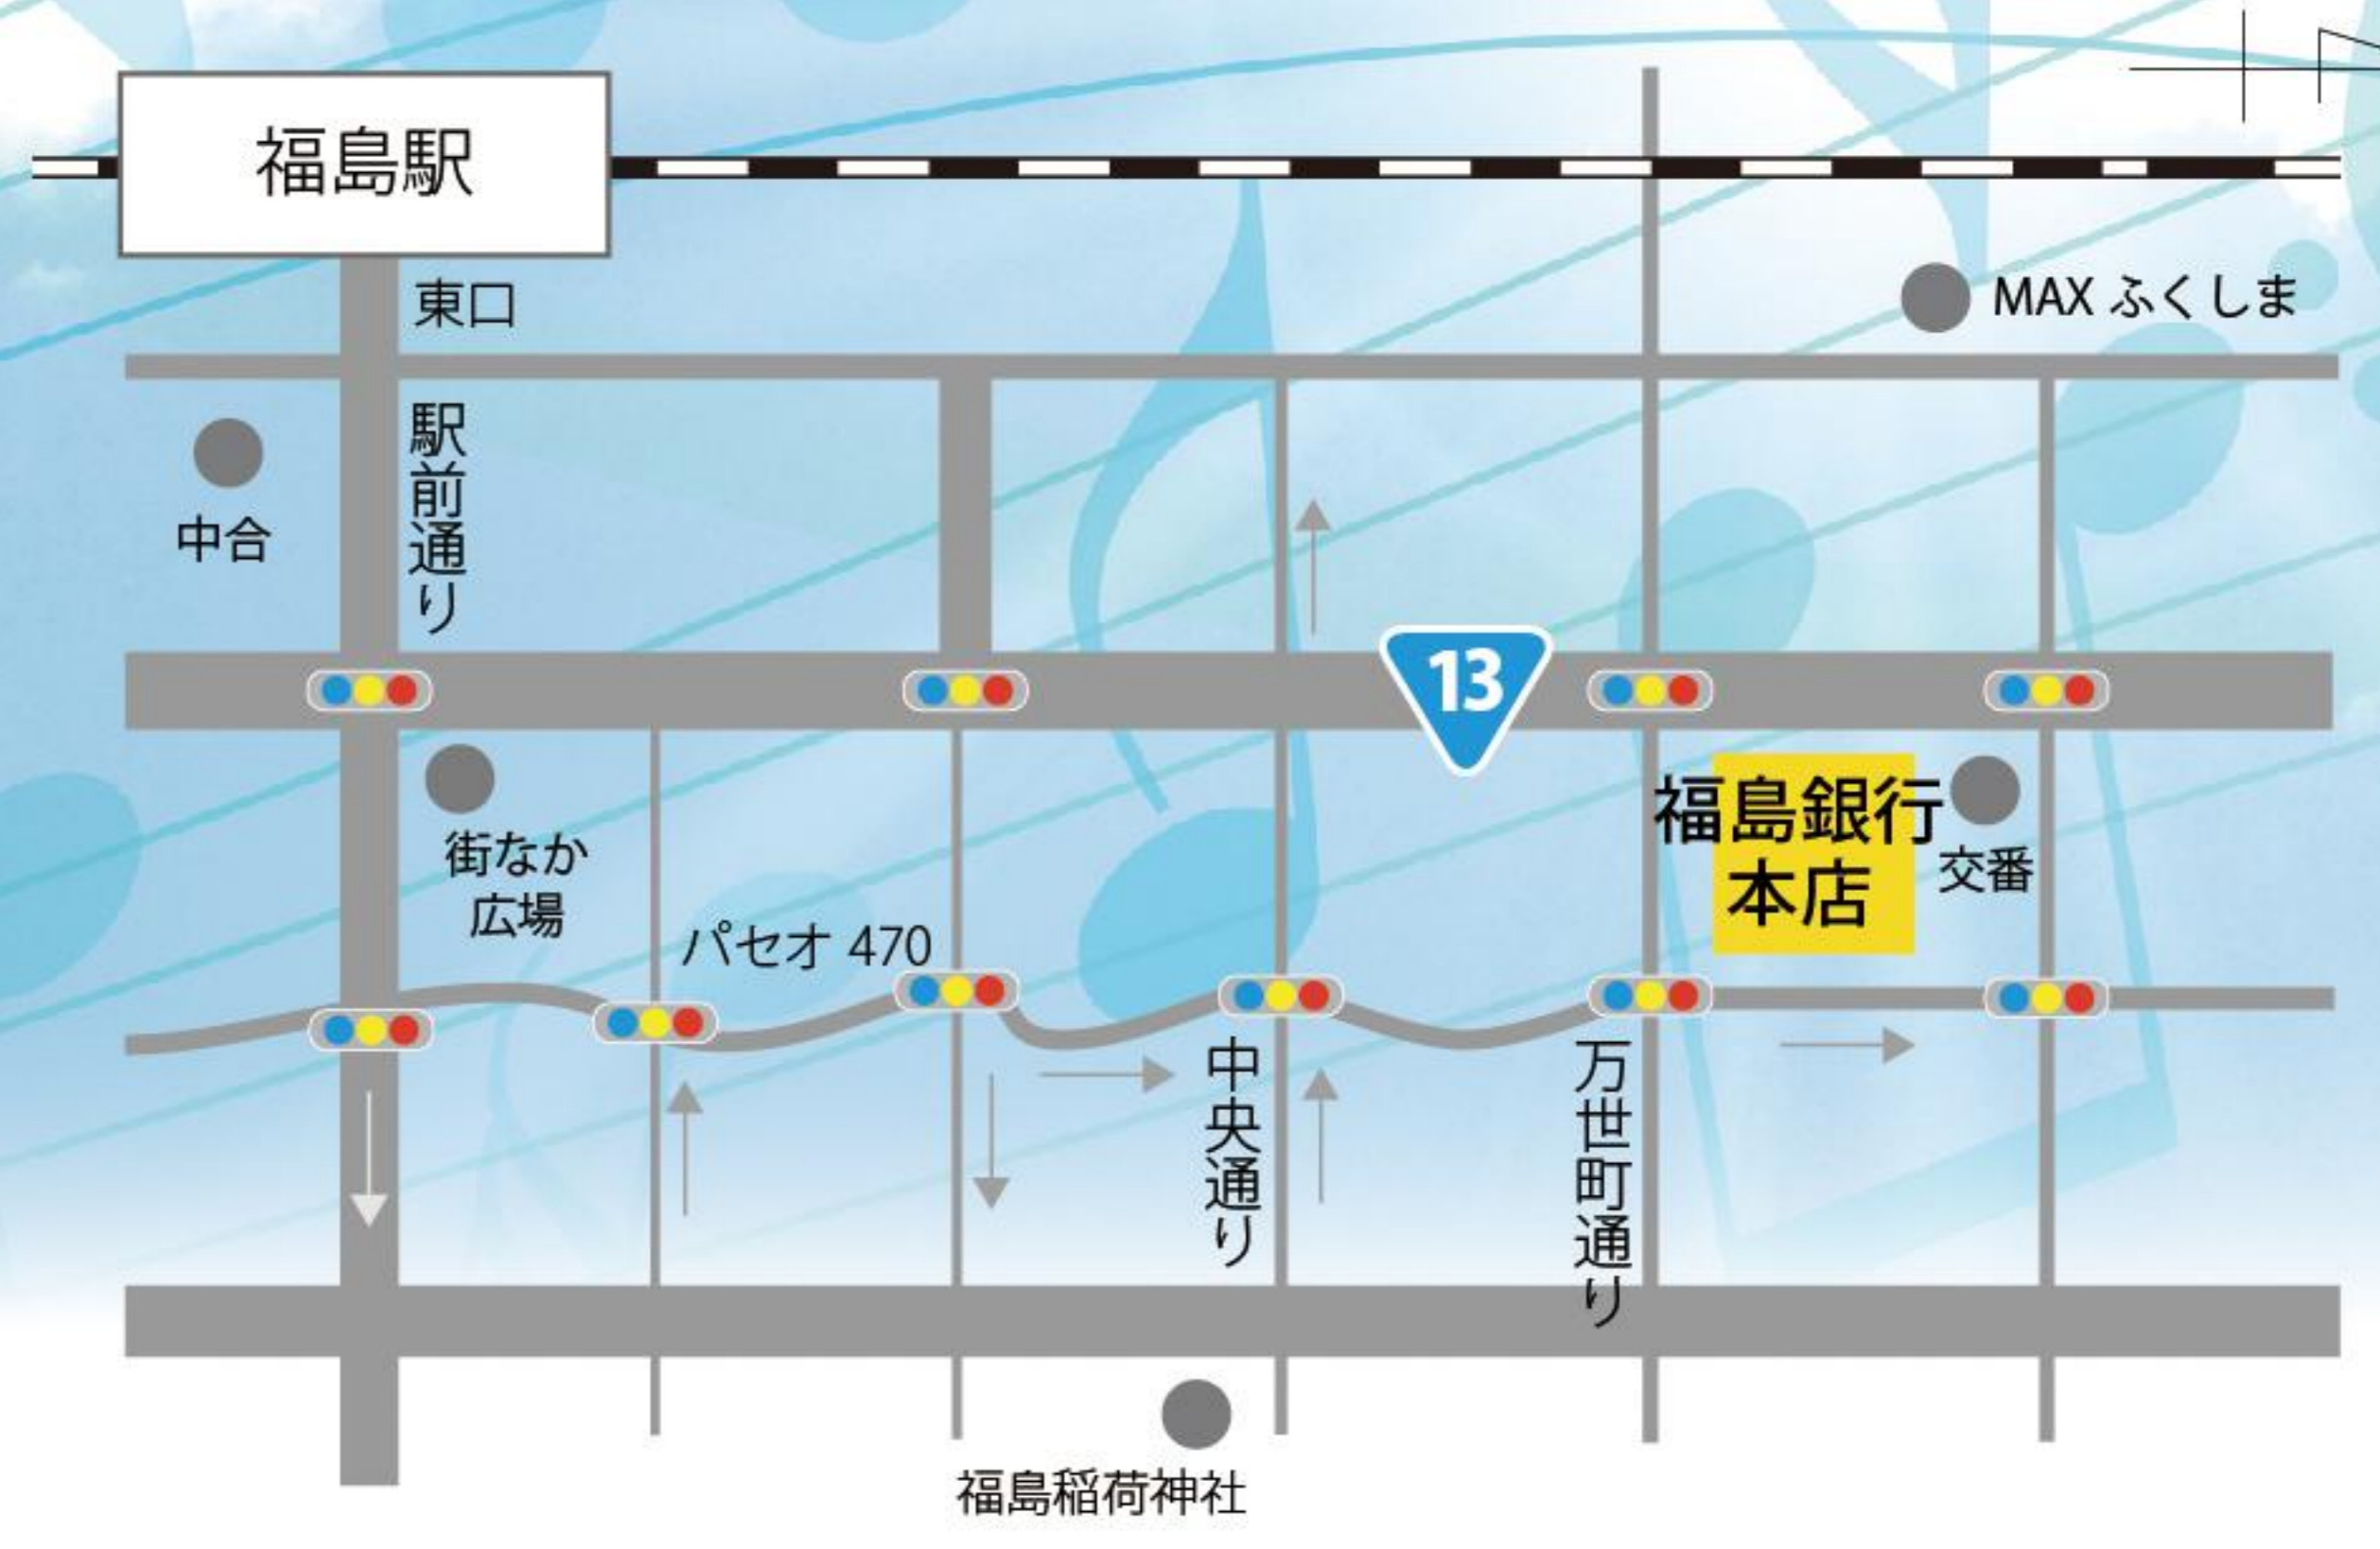 福島駅
東口
MAX ふくしま
駅前通り
中合
13
街なか
広場
福島銀行
本店
交番
パセオ 470
中央通り
万世町通り
福島稲荷神社